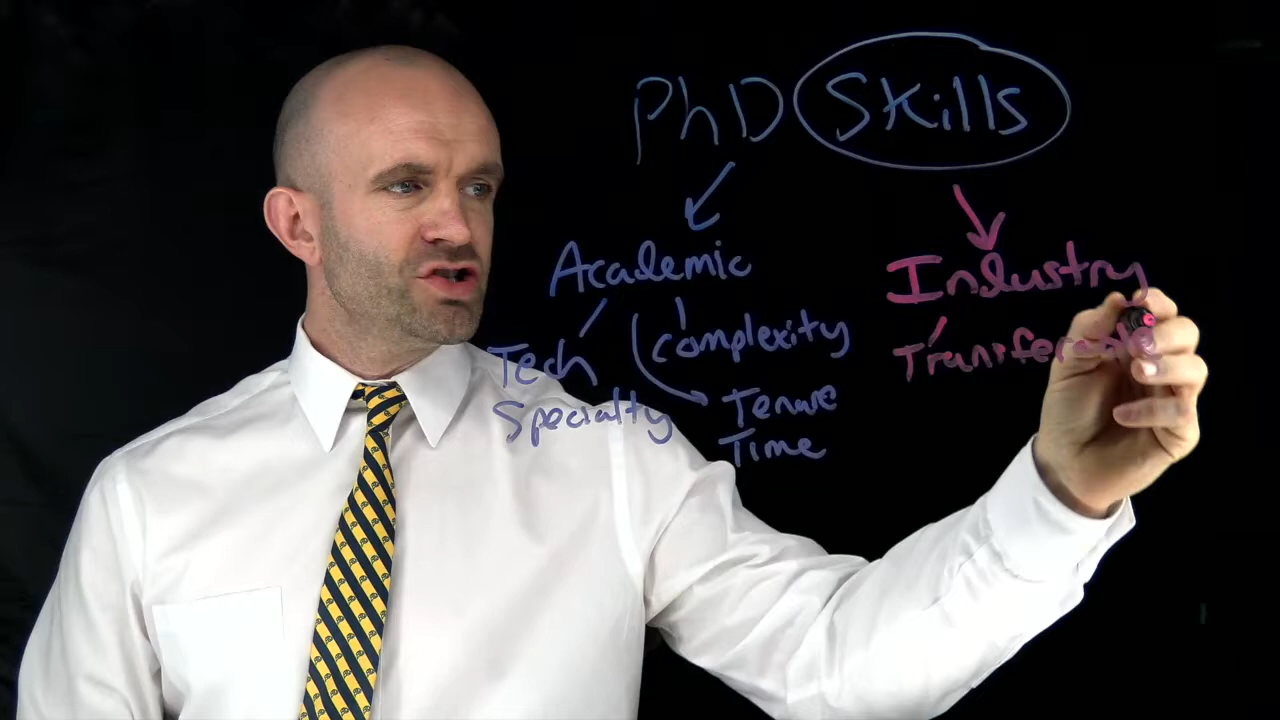 PhD Skills
Academic
Industry
Tech
Specialty
Complexity
Tenure
Time
Transferable